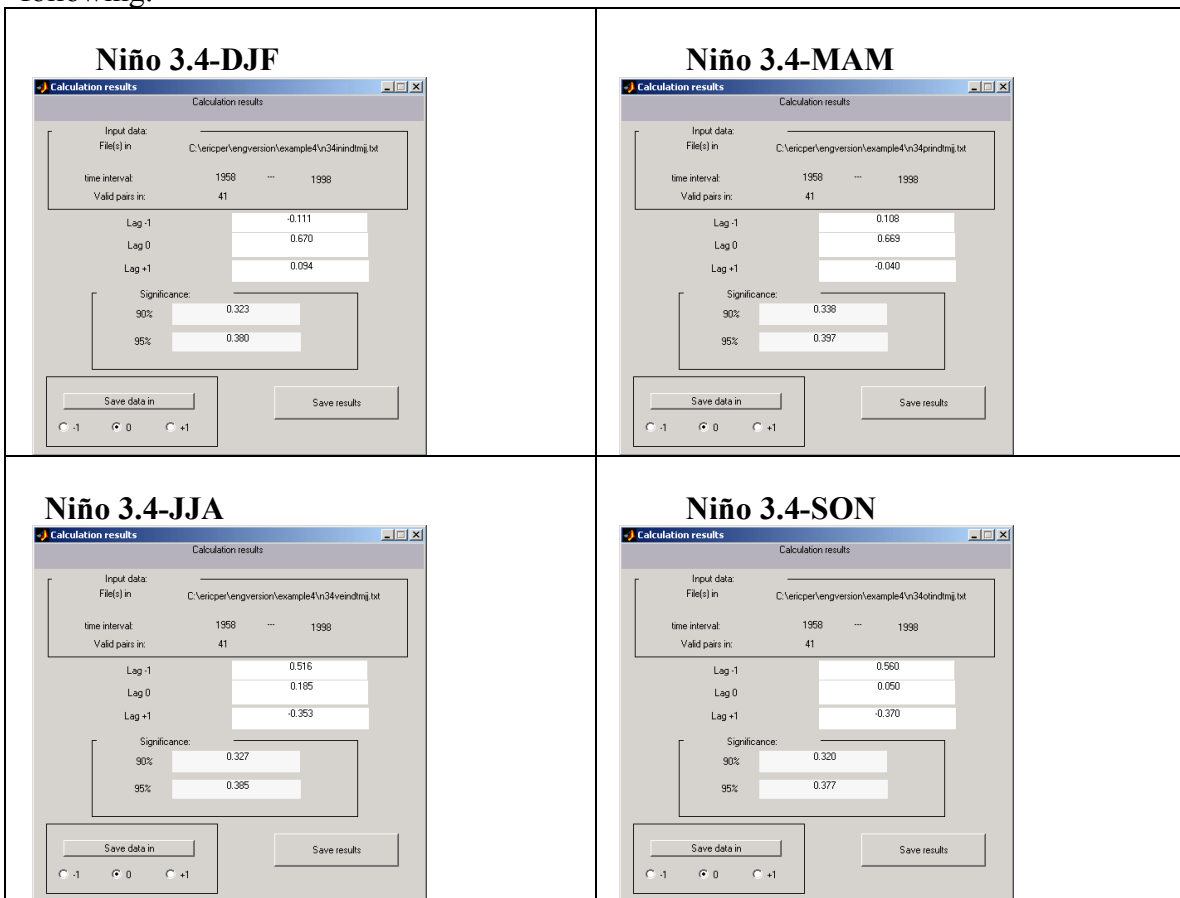 following:
Niño 3.4-DJF
Calculation results
Calculation results
Input data:
File(s) in C:\ericper\engversion\example4\n34inindtmjj.txt
time interval: 1958 --- 1998
Valid pairs in: 41
Lag -1 -0.111
Lag 0 0.670
Lag +1 0.094
Significance:
90% 0.323
95% 0.380
Save data in
Save results
-1 0 +1
Niño 3.4-MAM
Calculation results
Calculation results
Input data:
File(s) in C:\ericper\engversion\example4\n34prindtmjj.txt
time interval: 1958 --- 1998
Valid pairs in: 41
Lag -1 0.108
Lag 0 0.669
Lag +1 -0.040
Significance:
90% 0.338
95% 0.397
Save data in
Save results
-1 0 +1
Niño 3.4-JJA
Calculation results
Calculation results
Input data:
File(s) in C:\ericper\engversion\example4\n34veindtmjj.txt
time interval: 1958 --- 1998
Valid pairs in: 41
Lag -1 0.516
Lag 0 0.185
Lag +1 -0.353
Significance:
90% 0.327
95% 0.385
Save data in
Save results
-1 0 +1
Niño 3.4-SON
Calculation results
Calculation results
Input data:
File(s) in C:\ericper\engversion\example4\n34otindtmjj.txt
time interval: 1958 --- 1998
Valid pairs in: 41
Lag -1 0.560
Lag 0 0.050
Lag +1 -0.370
Significance:
90% 0.320
95% 0.377
Save data in
Save results
-1 0 +1